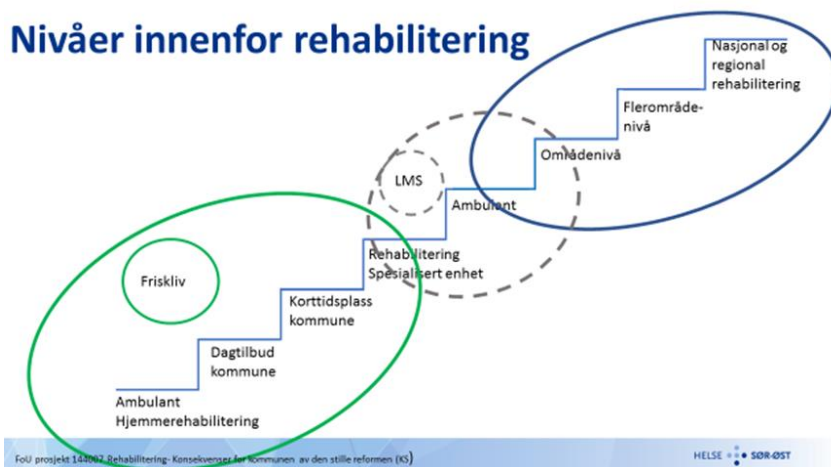 Nivåer innenfor rehabilitering
Nasjonal og
regional
rehabilitering
Flerområde-
nivå
Områdenivå
LMS
Ambulant
Rehabilitering
Spesialisert enhet
Friskliv
Korttidsplass
kommune
Dagtilbud
kommune
Ambulant
Hjemmerehabilitering
FoU prosjekt 144007 Rehabilitering- Konsekvenser for kommunen av den stille reformen (KS)
HELSE SØR-ØST